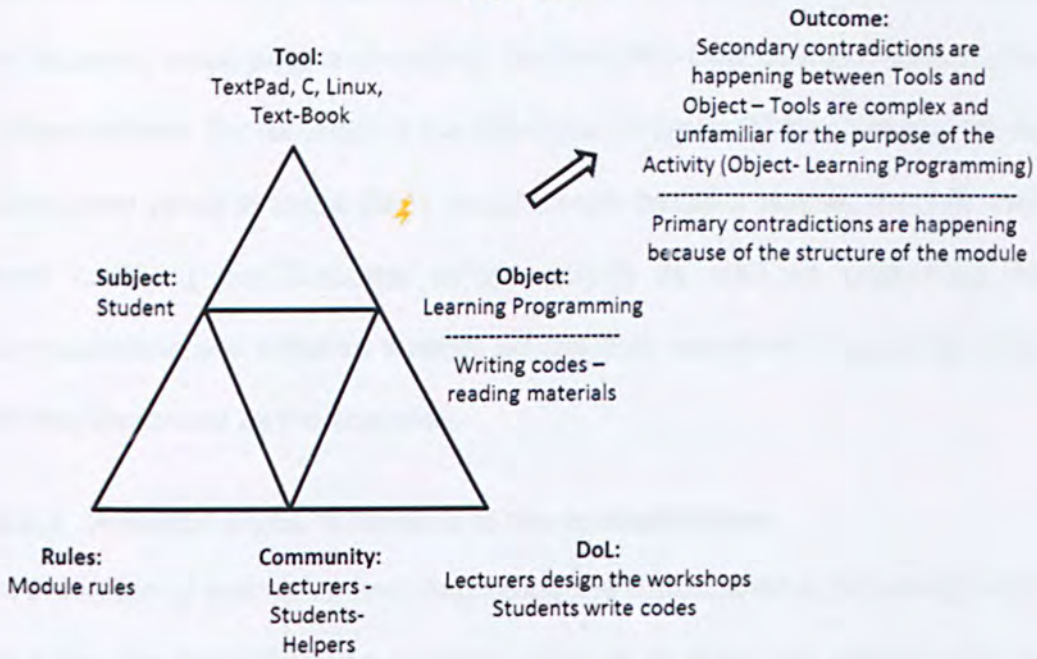 Outcome:
Secondary contradictions are
happening between Tools and
Object – Tools are complex and
unfamiliar for the purpose of the
Activity (Object- Learning Programming)
Primary contradictions are happening
because of the structure of the module
Tool:
TextPad, C, Linux,
Text-Book
Subject:
Student
Object:
Learning Programming
Writing codes –
reading materials
Rules:
Module rules
Community:
Lecturers-
Students-
Helpers
DoL:
Lecturers design the workshops
Students write codes